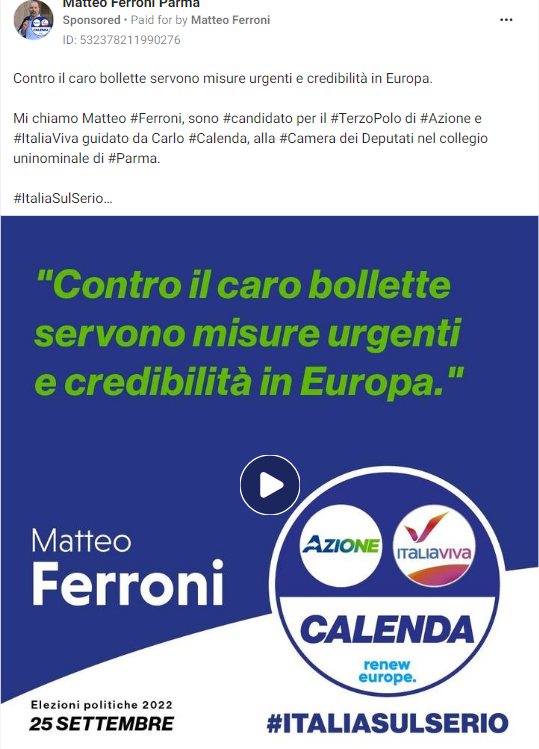 Matteo Ferroni Parma
Sponsored • Paid for by Matteo Ferroni
ID: 532378211990276
Contro il caro bollette servono misure urgenti e credibilità in Europa.
Mi chiamo Matteo #Ferroni, sono #candidato per il #TerzoPolo di #Azione e
#ItaliaViva guidato da Carlo #Calenda, alla #Camera dei Deputati nel collegio
uninominale di #Parma.
#ItaliaSulSerio...
"Contro il caro bollette
servono misure urgenti
e credibilità in Europa."
Matteo
Ferroni
AZIONE
ITALIAVIVA
CALENDA
renew
europe.
Elezioni politiche 2022
25 SETTEMBRE
#ITALIASULSERIO